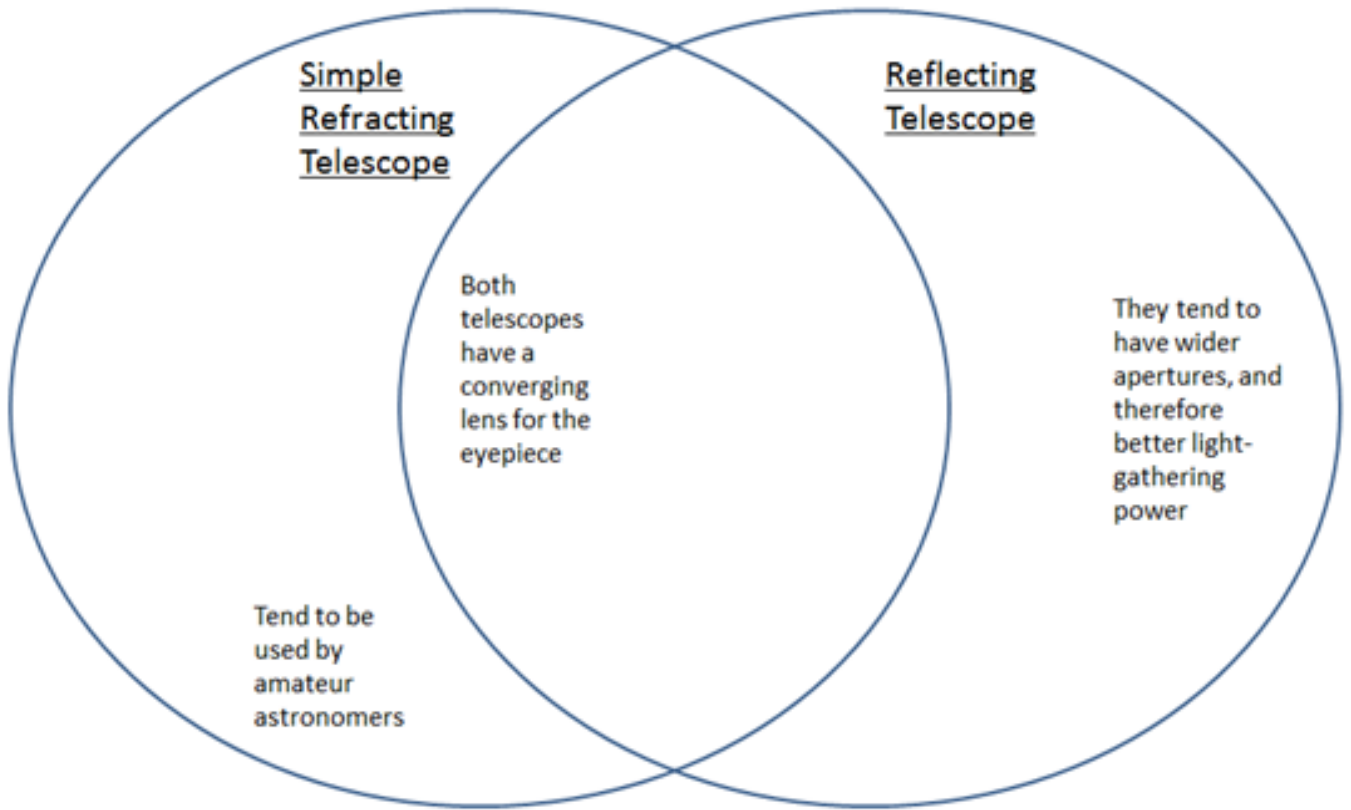 Simple
Refracting
Telescope
Reflecting
Telescope
Both
telescopes
have a
converging
lens for the
eyepiece
They tend to
have wider
apertures, and
therefore
better light-
gathering
power
Tend to be
used by
amateur
astronomers